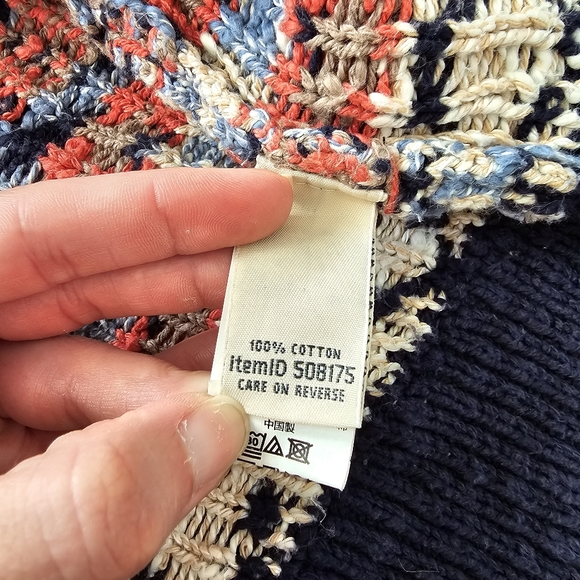 100% COTTON
itemID 508175
CARE ON REVERSE
中国製